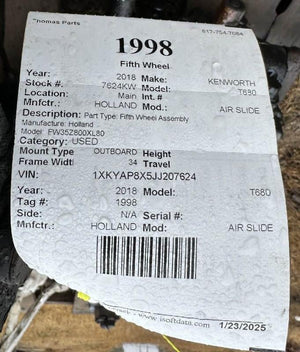 Thomas Parts 517-754-7084
1998
Fifth Wheel
Year: 2018 Make: KENWORTH
Stock #: 7624KW Model: T680
Location: Main Int. #
Mnfctr.: HOLLAND Mod: AIR SLIDE
Description: Part Type: Fifth Wheel Assembly
Manufacture: Holland
Model: FW35Z800XL80
Category: USED
Mount Type OUTBOARD Height
Frame Widtl 34 Travel
VIN: 1XKYAP8X5JJ207624
Year: 2018 Model: T680
Tag #: 1998
Side: N/A Serial #:
Mnfctr.: HOLLAND Mod: AIR SLIDE
www.isoftdata.com 1/23/2025